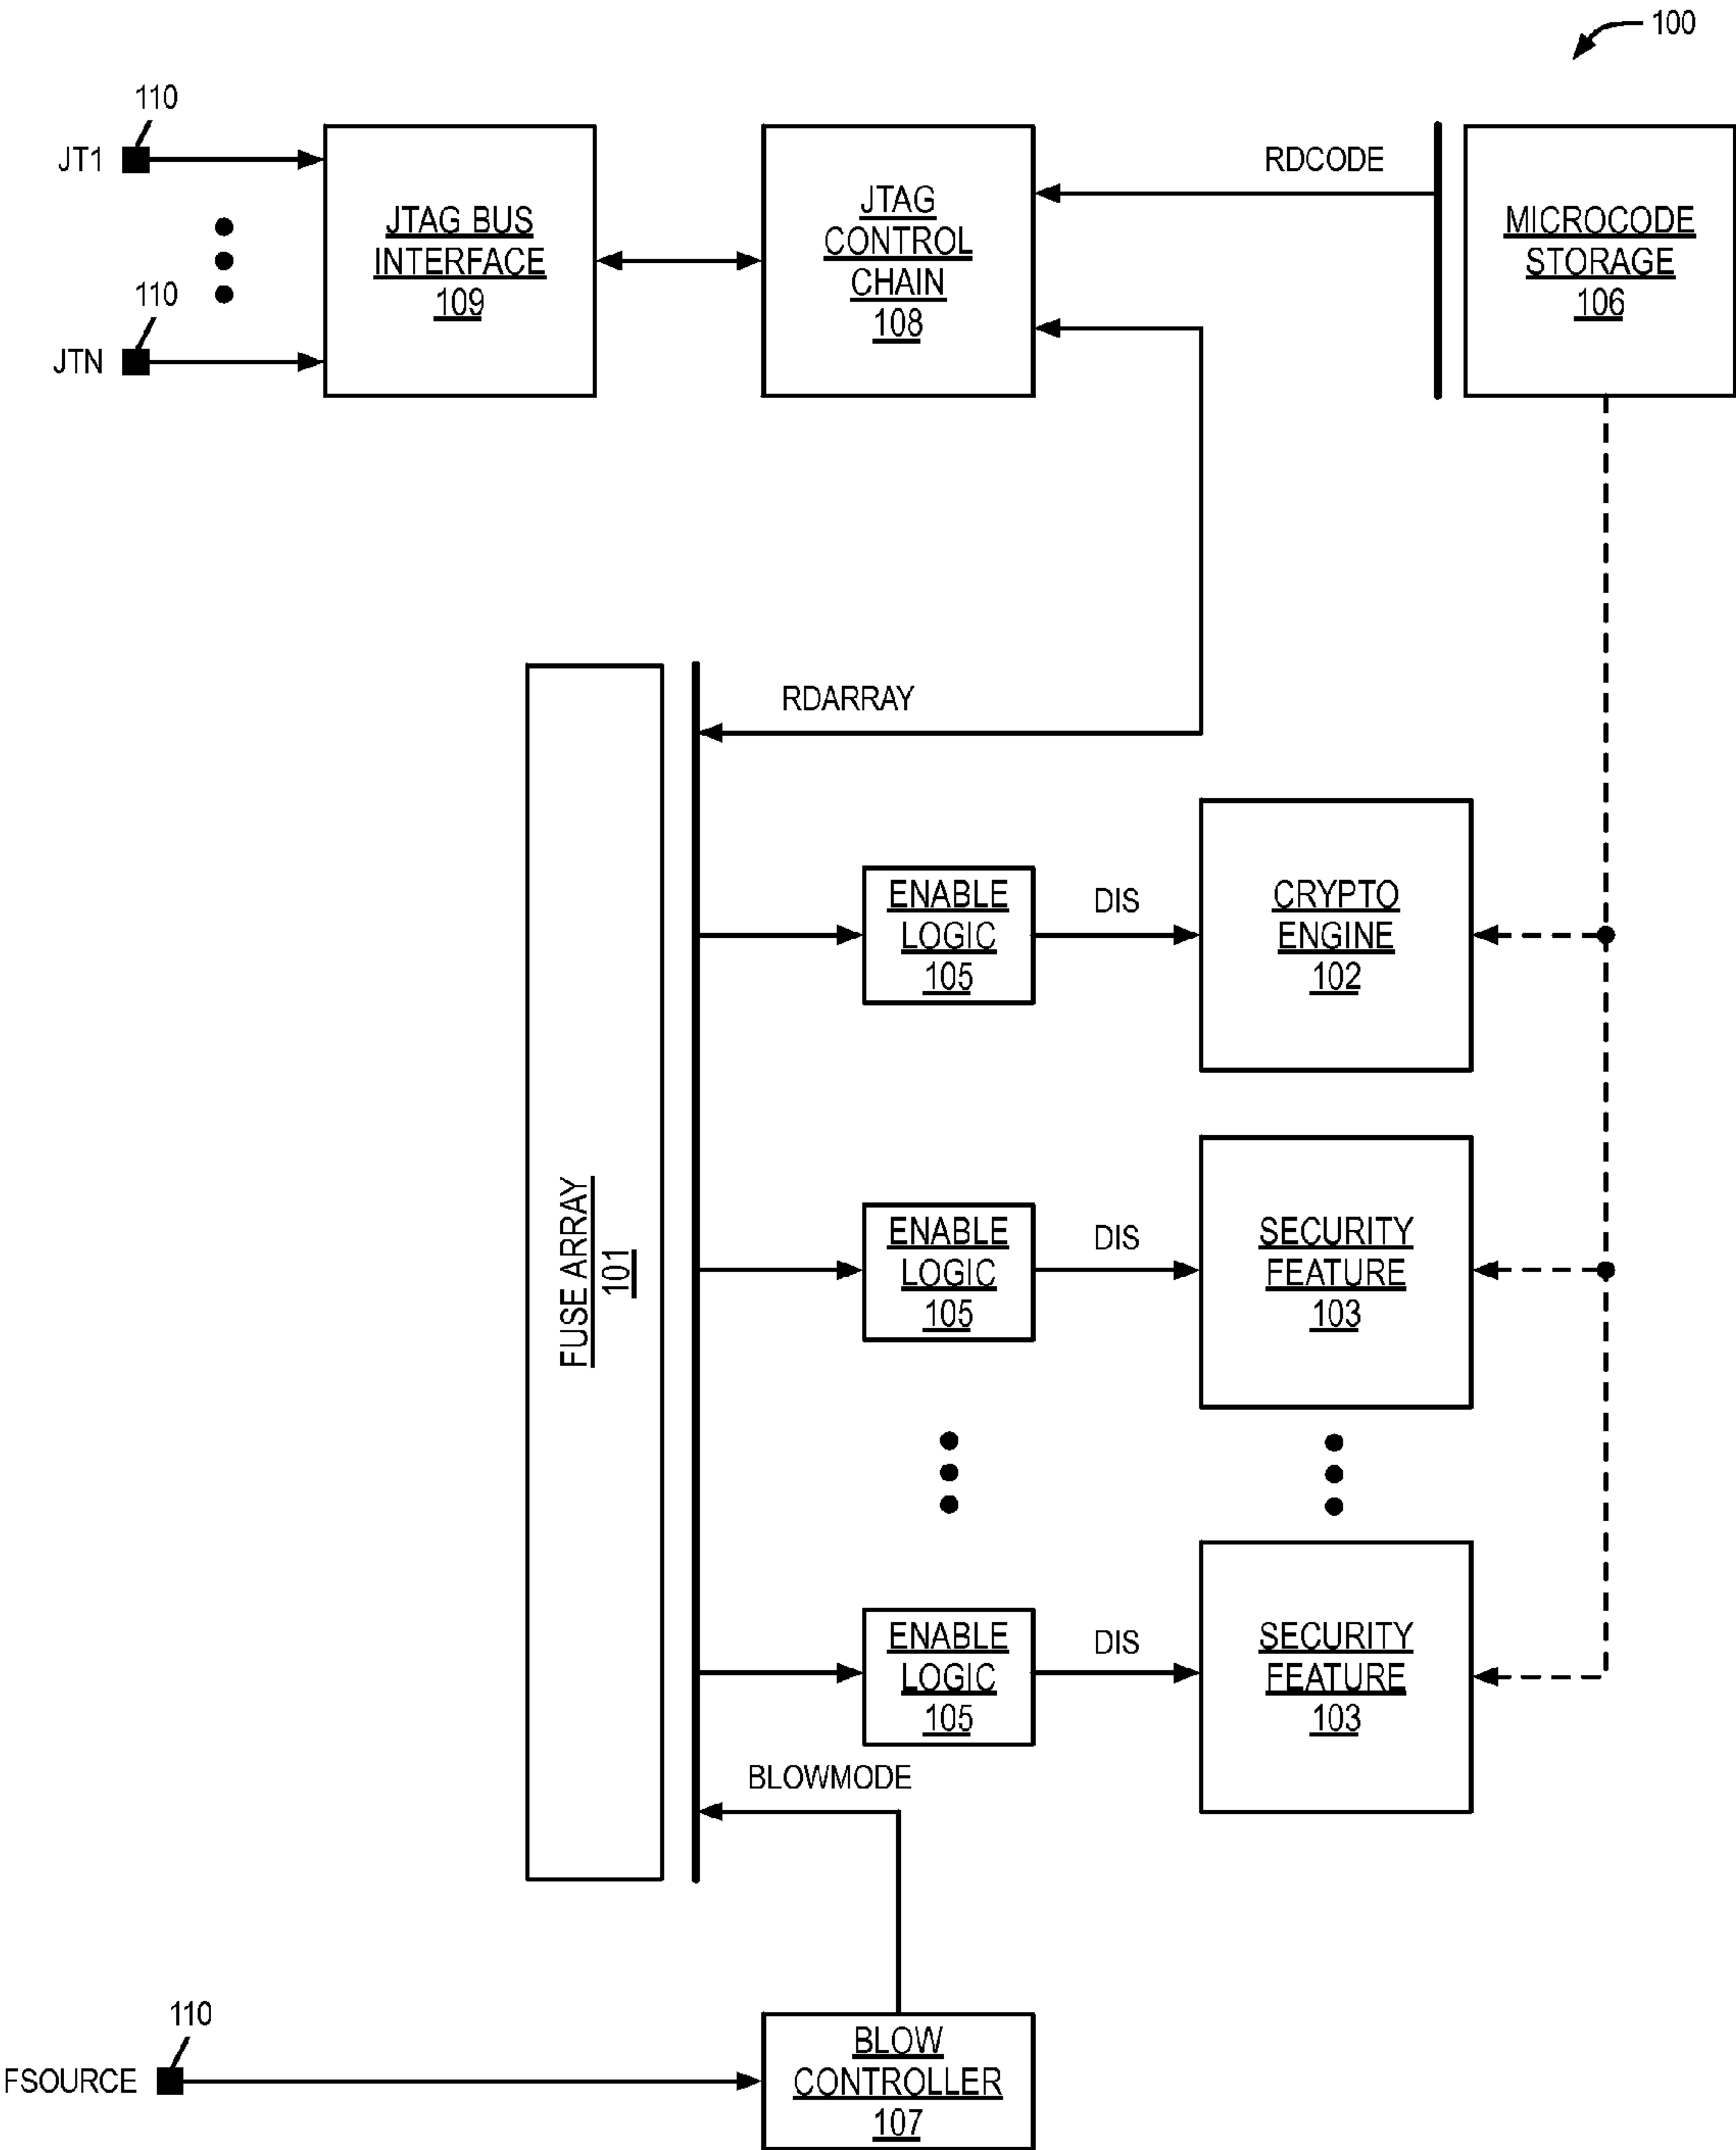 100
110
JT1
JTAG BUS
INTERFACE
109
JTAG
CONTROL
CHAIN
108
RDCODE
MICROCODE
STORAGE
106
110
JTN
RDARRAY
FUSE ARRAY
101
ENABLE
LOGIC
105
DIS
CRYPTO
ENGINE
102
ENABLE
LOGIC
105
DIS
SECURITY
FEATURE
103
ENABLE
LOGIC
105
DIS
SECURITY
FEATURE
103
BLOWMODE
110
FSOURCE
BLOW
CONTROLLER
107